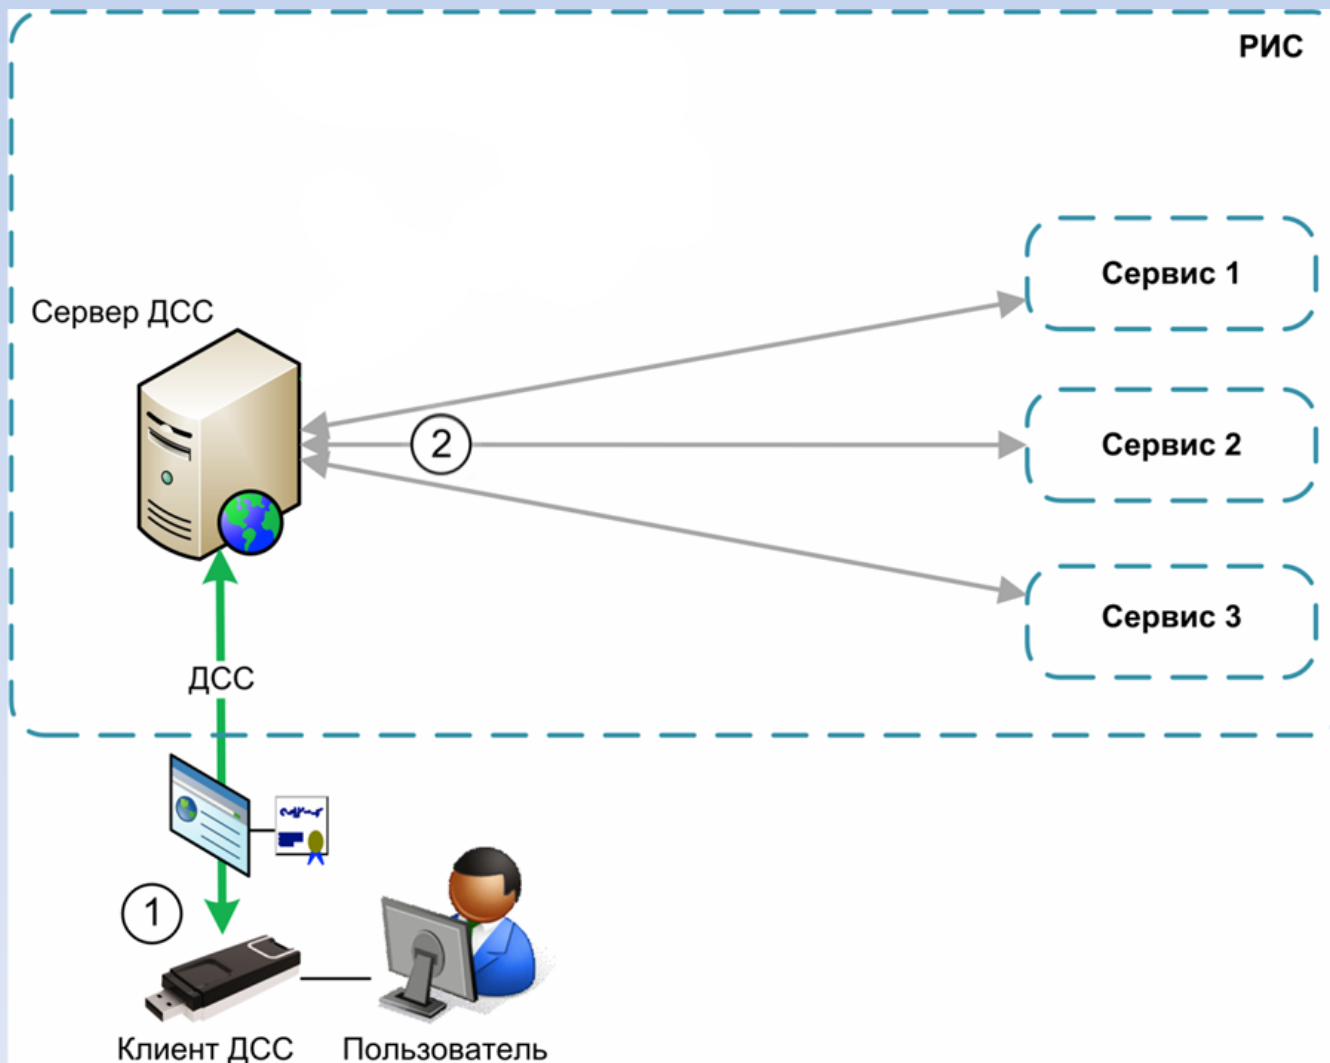 РИС
Сервис 1
Сервер ДСС
2
Сервис 2
Сервис 3
ДСС
1
Клиент ДСС
Пользователь